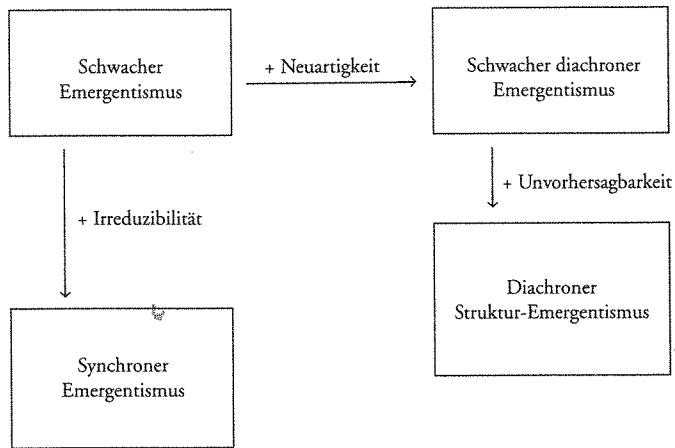 Schwacher
Emergentismus
+ Neuartigkeit
Schwacher diachroner
Emergentismus
+ Irreduzibilität
+ Unvorhersagbarkeit
Diachroner
Struktur-Emergentismus
Synchroner
Emergentismus